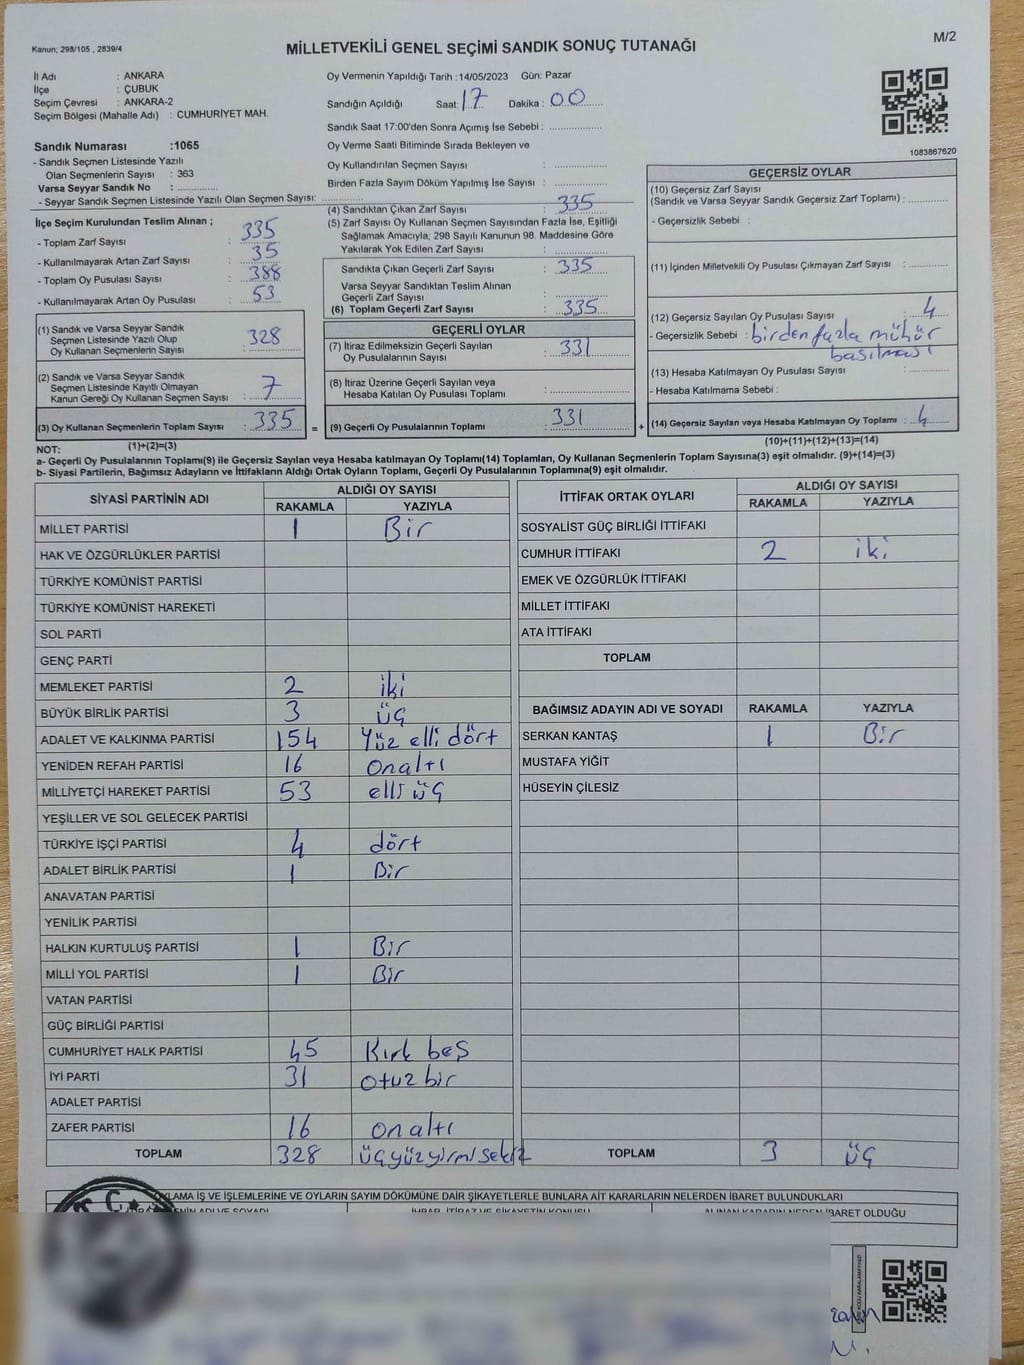 Kanun; 298/105 , 2839/4
MİLLETVEKİLİ GENEL SEÇİMİ SANDIK SONUÇ TUTANAĞI
M/2
İl Adı : ANKARA
İlçe : ÇUBUK
Seçim Çevresi : ANKARA-2
Seçim Bölgesi (Mahalle Adı) : CUMHURİYET MAH.
Sandık Numarası :1065
- Sandık Seçmen Listesinde Yazılı
Olan Seçmenlerin Sayısı : 363
Varsa Seyyar Sandık No : ............
- Seyyar Sandık Seçmen Listesinde Yazılı Olan Seçmen Sayısı: ............
Oy Vermenin Yapıldığı Tarih :14/05/2023 Gün: Pazar
Sandığın Açıldığı Saat: 17 Dakika : 00
Sandık Saat 17:00'den Sonra Açımış İse Sebebi : ............
Oy Verme Saati Bitiminde Sırada Bekleyen ve
Oy Kullandırılan Seçmen Sayısı : ............
Birden Fazla Sayım Döküm Yapılmış İse Sayısı : ............
1083867620
İlçe Seçim Kurulundan Teslim Alınan ;
- Toplam Zarf Sayısı : 335
- Kullanılmayarak Artan Zarf Sayısı : 35
- Toplam Oy Pusulası Sayısı : 388
- Kullanılmayarak Artan Oy Pusulası : 53
(1) Sandık ve Varsa Seyyar Sandık
Seçmen Listesinde Yazılı Olup
Oy Kullanan Seçmenlerin Sayısı : 328
(2) Sandık ve Varsa Seyyar Sandık
Seçmen Listesinde Kayıtlı Olmayan
Kanun Gereği Oy Kullanan Seçmen Sayısı : 7
(3) Oy Kullanan Seçmenlerin Toplam Sayısı : 335 =
(4) Sandıktan Çıkan Zarf Sayısı : 335
(5) Zarf Sayısı Oy Kullanan Seçmen Sayısından Fazla İse, Eşitliği
Sağlamak Amacıyla, 298 Sayılı Kanunun 98. Maddesine Göre
Yakılarak Yok Edilen Zarf Sayısı : ............
Sandıkta Çıkan Geçerli Zarf Sayısı : 335
Varsa Seyyar Sandıktan Teslim Alınan
Geçerli Zarf Sayısı : ............
(6) Toplam Geçerli Zarf Sayısı : 335
GEÇERLİ OYLAR
(7) İtiraz Edilmeksizin Geçerli Sayılan
Oy Pusulalarının Sayısı : 331
(8) İtiraz Üzerine Geçerli Sayılan veya
Hesaba Katılan Oy Pusulası Toplamı : ............
(9) Geçerli Oy Pusulalarının Toplamı : 331 +
GEÇERSİZ OYLAR
(10) Geçersiz Zarf Sayısı
(Sandık ve Varsa Seyyar Sandık Geçersiz Zarf Toplamı) : ............
- Geçersizlik Sebebi :
(11) İçinden Milletvekili Oy Pusulası Çıkmayan Zarf Sayısı : ............
(12) Geçersiz Sayılan Oy Pusulası Sayısı : 4
- Geçersizlik Sebebi : birden fazla mühür
basılması
(13) Hesaba Katılmayan Oy Pusulası Sayısı : ............
- Hesaba Katılmama Sebebi :
(14) Geçersiz Sayılan veya Hesaba Katılmayan Oy Toplamı : 4
NOT: (1)+(2)=(3) (10)+(11)+(12)+(13)=(14)
a- Geçerli Oy Pusulalarının Toplamı(9) ile Geçersiz Sayılan veya Hesaba Katılmayan Oy Toplamı(14) Toplamları, Oy Kullanan Seçmenlerin Toplam Sayısına(3) eşit olmalıdır. (9)+(14)=(3)
b- Siyasi Partilerin, Bağımsız Adayların ve İttifakların Aldığı Ortak Oyların Toplamı, Geçerli Oy Pusulalarının Toplamına(9) eşit olmalıdır.
SİYASİ PARTİNİN ADI ALDIĞI OY SAYISI
RAKAMLA YAZIYLA
MİLLET PARTİSİ 1 Bir
HAK VE ÖZGÜRLÜKLER PARTİSİ
TÜRKİYE KOMÜNİST PARTİSİ
TÜRKİYE KOMÜNİST HAREKETİ
SOL PARTİ
GENÇ PARTİ
MEMLEKET PARTİSİ 2 iki
BÜYÜK BİRLİK PARTİSİ 3 üç
ADALET VE KALKINMA PARTİSİ 154 Yüz elli dört
YENİDEN REFAH PARTİSİ 16 onaltı
MİLLİYETÇİ HAREKET PARTİSİ 53 elli üç
YEŞİLLER VE SOL GELECEK PARTİSİ
TÜRKİYE İŞÇİ PARTİSİ 4 dört
ADALET BİRLİK PARTİSİ 1 Bir
ANAVATAN PARTİSİ
YENİLİK PARTİSİ
HALKIN KURTULUŞ PARTİSİ 1 Bir
MİLLİ YOL PARTİSİ 1 Bir
VATAN PARTİSİ
GÜÇ BİRLİĞİ PARTİSİ
CUMHURİYET HALK PARTİSİ 45 Kırk beş
İYİ PARTİ 31 otuz bir
ADALET PARTİSİ
ZAFER PARTİSİ 16 onaltı
TOPLAM 328 üçyüzyirmisekiz
İTTİFAK ORTAK OYLARI ALDIĞI OY SAYISI
RAKAMLA YAZIYLA
SOSYALİST GÜÇ BİRLİĞİ İTTİFAKI
CUMHUR İTTİFAKI 2 iki
EMEK VE ÖZGÜRLÜK İTTİFAKI
MİLLET İTTİFAKI
ATA İTTİFAKI
TOPLAM
BAĞIMSIZ ADAYIN ADI VE SOYADI RAKAMLA YAZIYLA
SERKAN KANTAŞ 1 Bir
MUSTAFA YİĞİT
HÜSEYİN ÇİLESİZ
TOPLAM 3 üç
İŞ VE İŞLEMLERİNE VE OYLARIN SAYIM DÖKÜMÜNE DAİR ŞİKAYETLERLE BUNLARA AİT KARARLARIN NELERDEN İBARET BULUNDUKLARI
ADI VE SOYADI İHBAR, İTİRAZ VE ŞİKAYETİN KONUSU ALINAN KARARIN NEDEN İBARET OLDUĞU